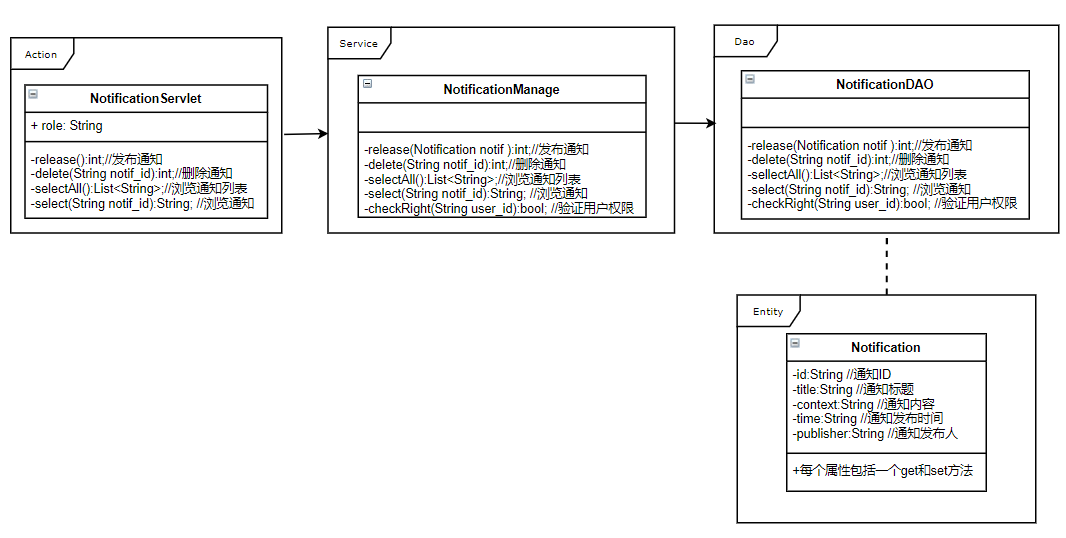 Action
NotificationServlet
+ role: String
-release():int;//发布通知
-delete(String notif_id):int;//删除通知
-selectAll():List<String>;//浏览通知列表
-select(String notif_id):String; //浏览通知
Service
NotificationManage
-release(Notification notif ):int;//发布通知
-delete(String notif_id):int;//删除通知
-selectAll():List<String>;//浏览通知列表
-select(String notif_id):String; //浏览通知
-checkRight(String user_id):bool; //验证用户权限
Dao
NotificationDAO
-release(Notification notif ):int;//发布通知
-delete(String notif_id):int;//删除通知
-sellectAll():List<String>;//浏览通知列表
-select(String notif_id):String; //浏览通知
-checkRight(String user_id):bool; //验证用户权限
Entity
Notification
-id:String //通知ID
-title:String //通知标题
-context:String //通知内容
-time:String //通知发布时间
-publisher:String //通知发布人
+每个属性包括一个get和set方法